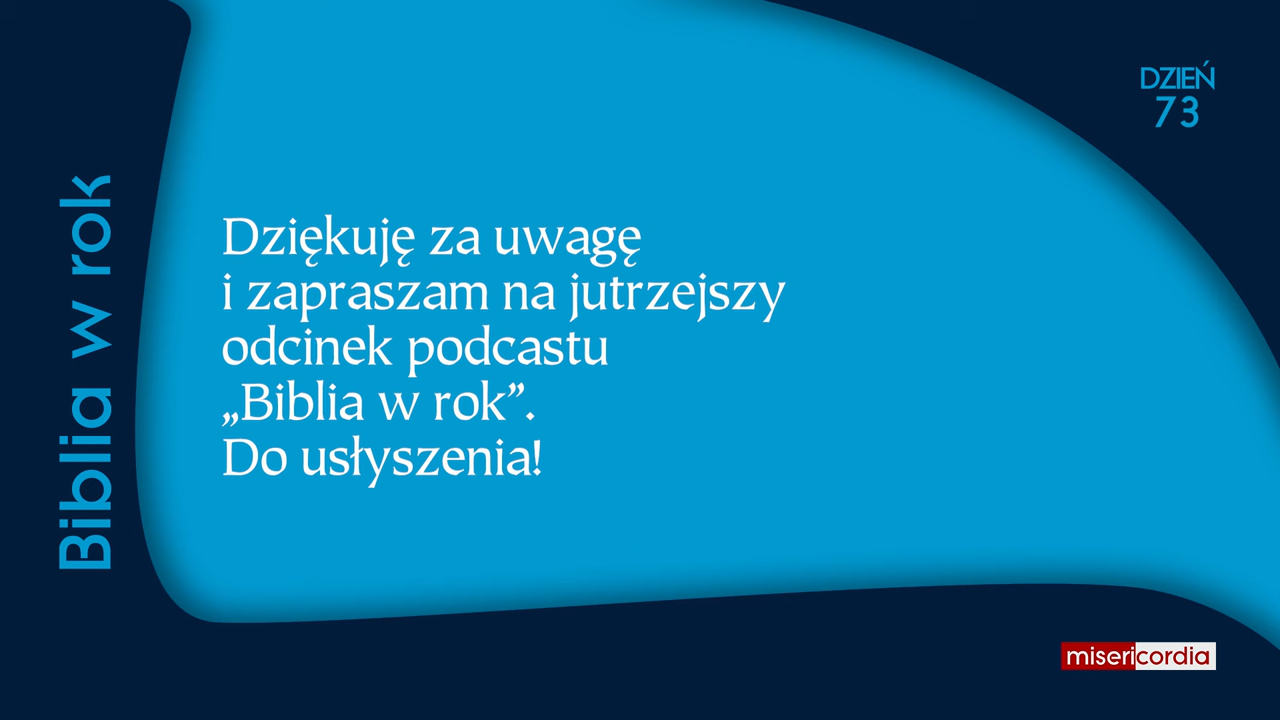 Biblia w rok
DZIEŃ
73
Dziękuję za uwagę
i zapraszam na jutrzejszy
odcinek podcastu
„Biblia w rok”.
Do usłyszenia!
misericordia